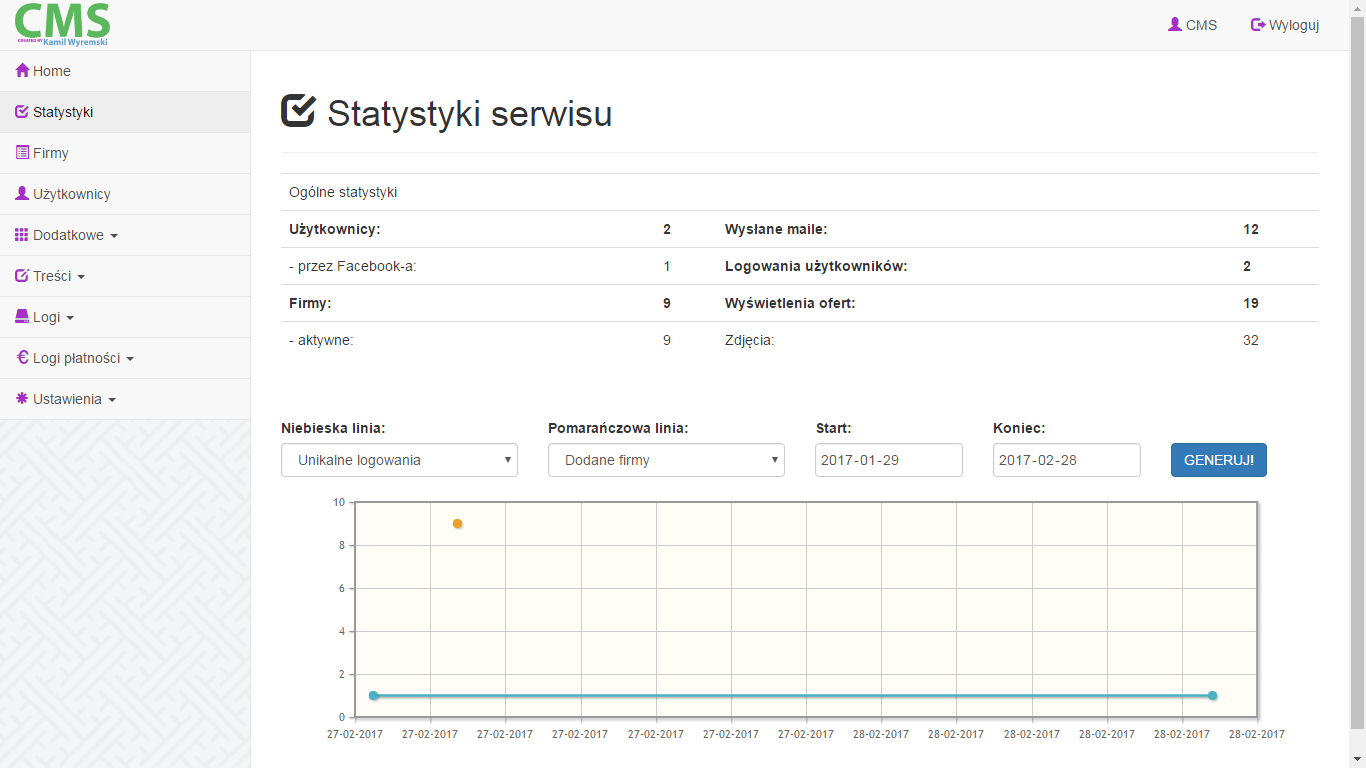 CMS
CREATED BY Kamil Wyremski
CMS Wyloguj
Home
Statystyki
Firmy
Użytkownicy
Dodatkowe
Treści
Logi
€ Logi płatności
Ustawienia
Statystyki serwisu
Ogólne statystyki
Użytkownicy: 2 Wysłane maile: 12
- przez Facebook-a: 1 Logowania użytkowników: 2
Firmy: 9 Wyświetlenia ofert: 19
- aktywne: 9 Zdjęcia: 32
Niebieska linia: Pomarańczowa linia: Start: Koniec:
Unikalne logowania Dodane firmy 2017-01-29 2017-02-28 GENERUJ!
10
8
6
4
2
0
27-02-2017 27-02-2017 27-02-2017 27-02-2017 27-02-2017 27-02-2017 27-02-2017 28-02-2017 28-02-2017 28-02-2017 28-02-2017 28-02-2017 28-02-2017